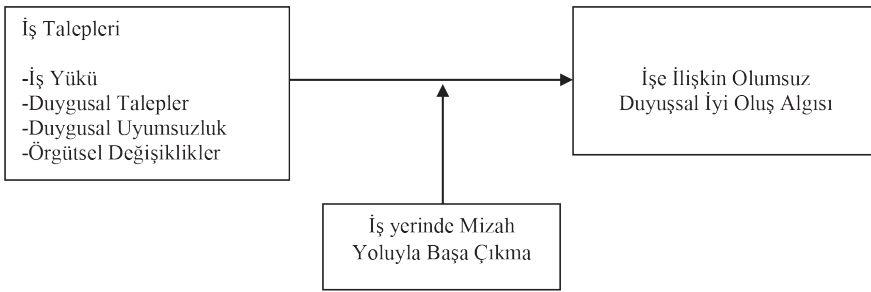 İş Talepleri
-İş Yükü
-Duygusal Talepler
-Duygusal Uyumsuzluk
-Örgütsel Değişiklikler
İşe İlişkin Olumsuz
Duyuşsal İyi Oluş Algısı
İş yerinde Mizah
Yoluyla Başa Çıkma